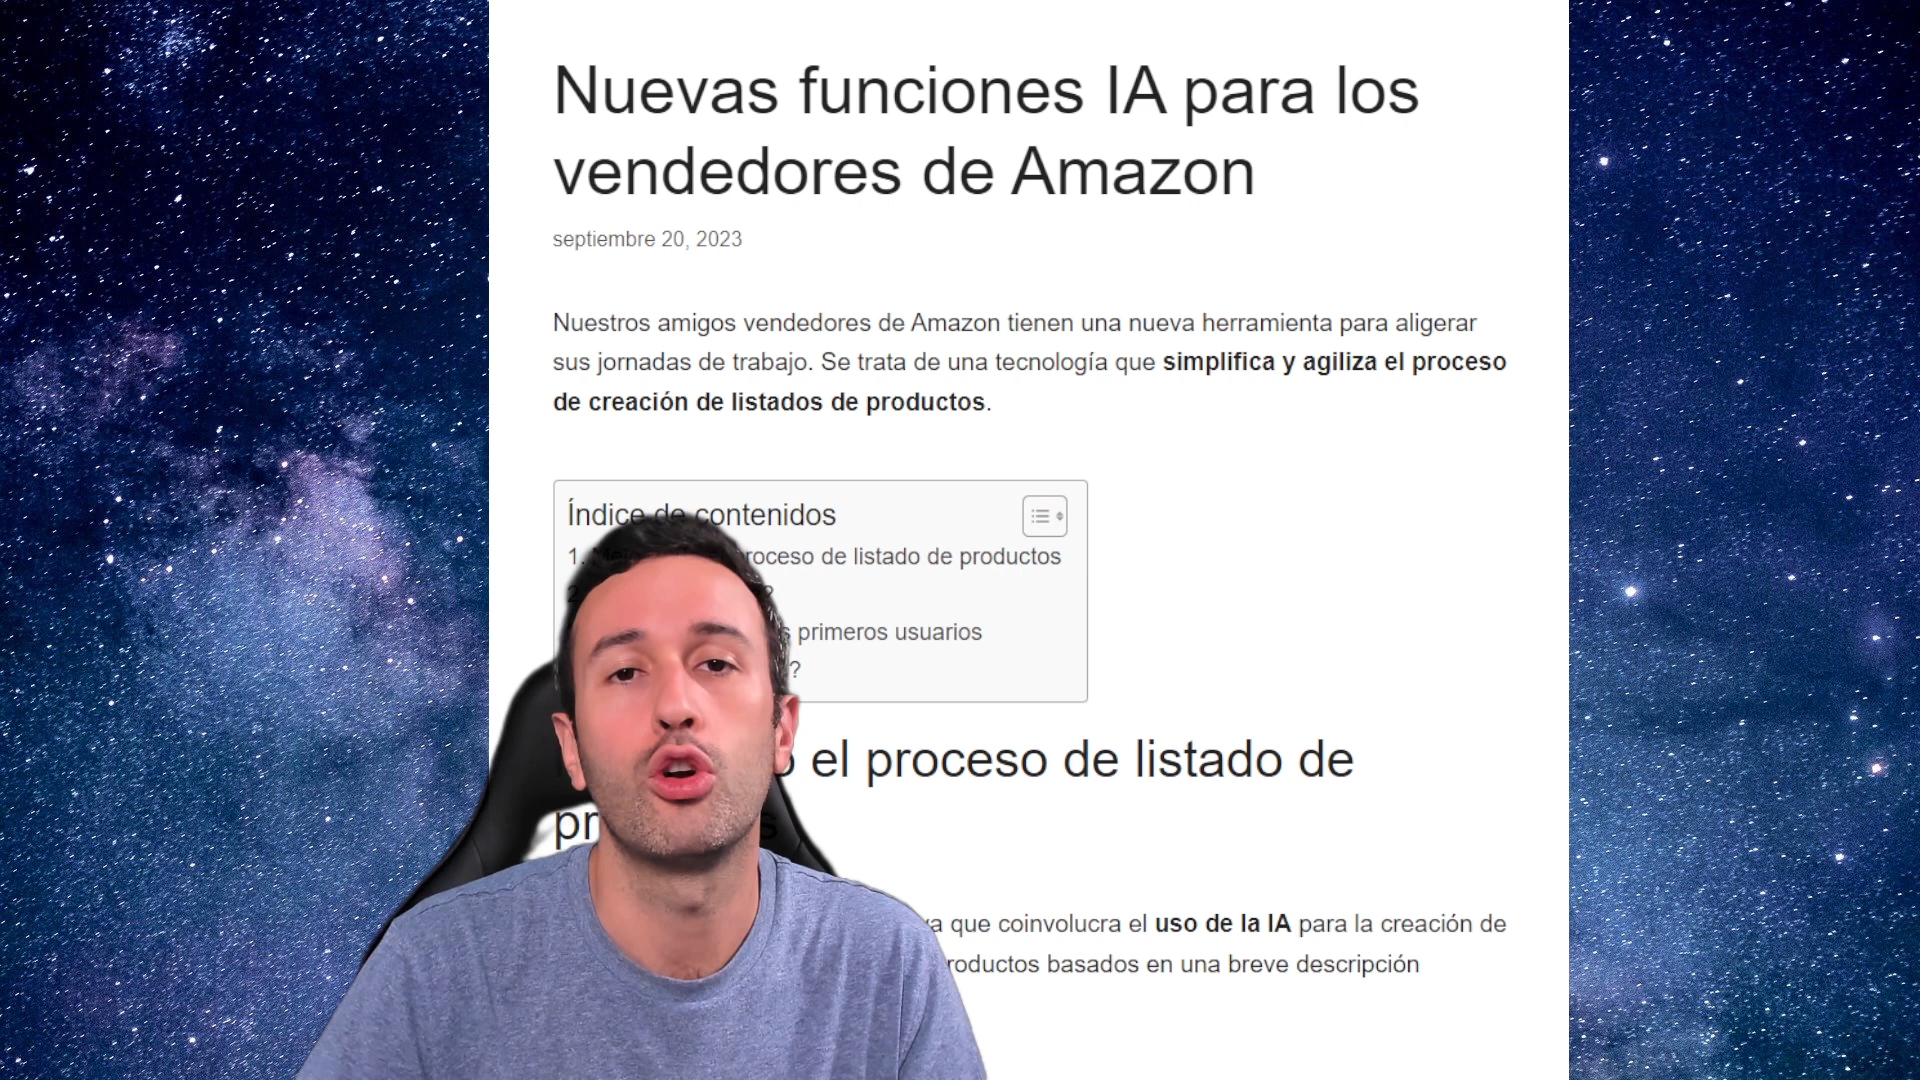 Nuevas funciones IA para los
vendedores de Amazon
septiembre 20, 2023
Nuestros amigos vendedores de Amazon tienen una nueva herramienta para aligerar
sus jornadas de trabajo. Se trata de una tecnología que simplifica y agiliza el proceso
de creación de listados de productos.
Índice de contenidos
1. proceso de listado de productos
primeros usuarios
el proceso de listado de
que coinvolucra el uso de la IA para la creación de
productos basados en una breve descripción